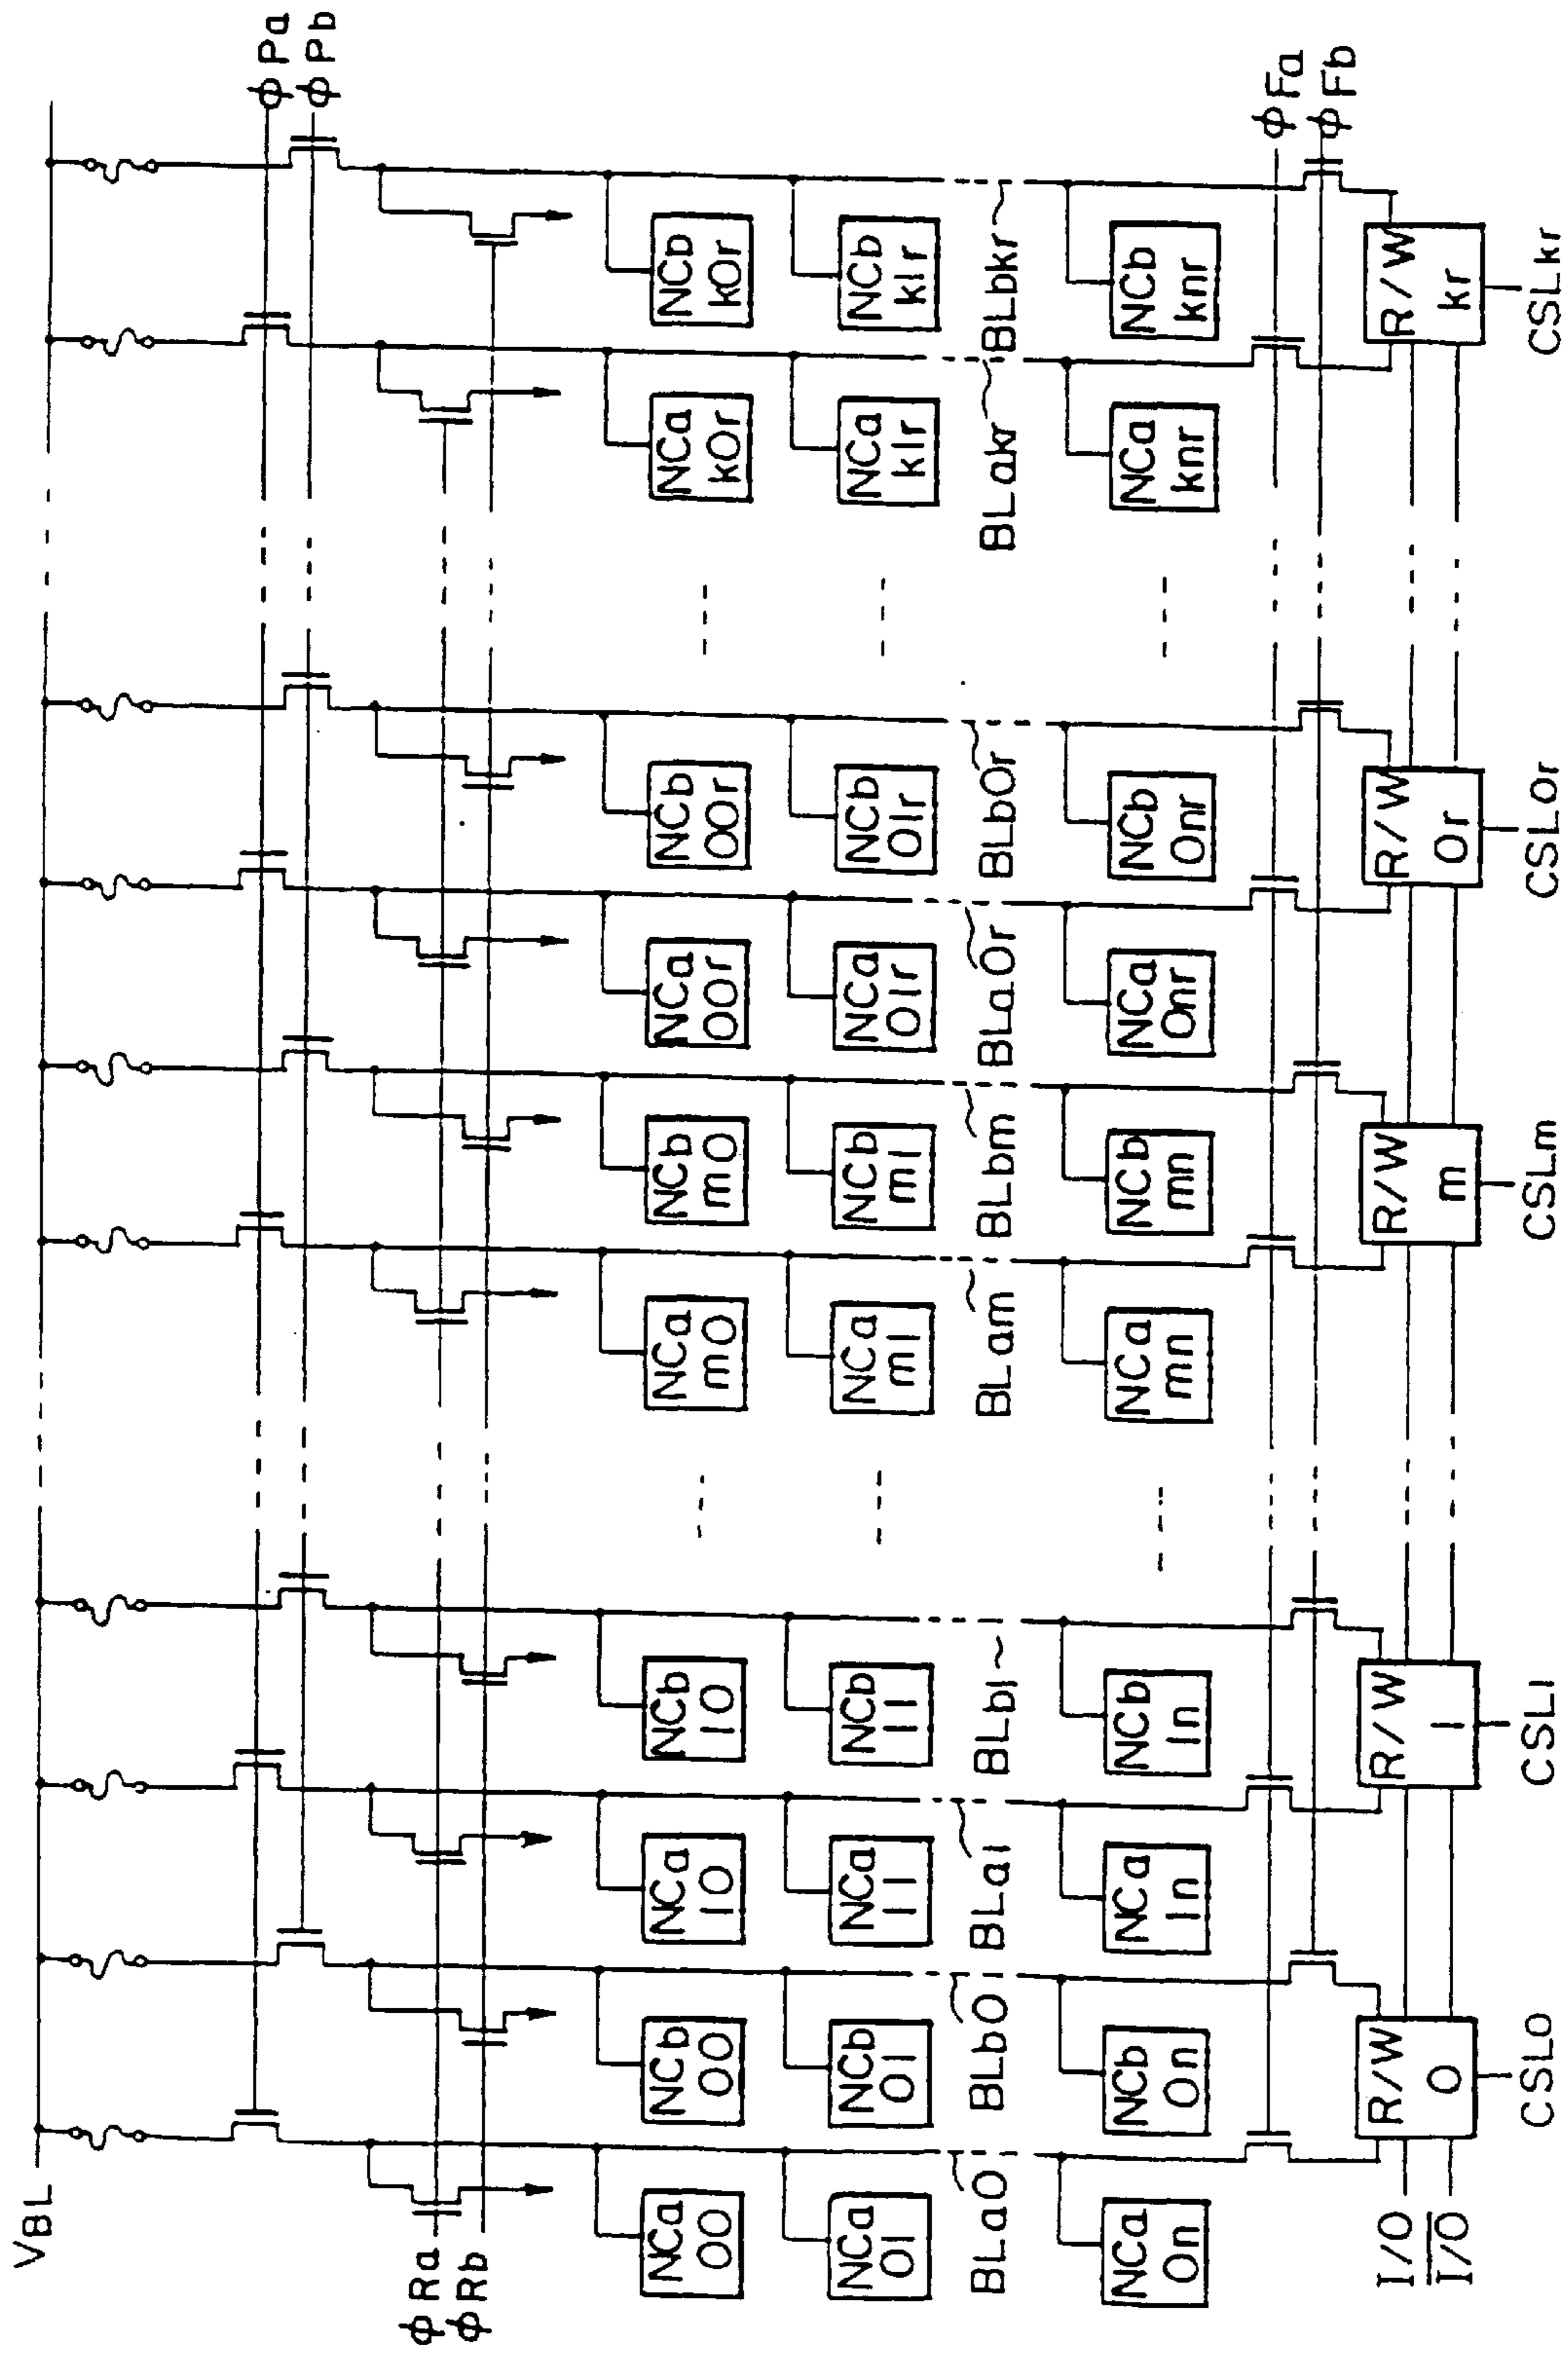 VBL
φPa
φPb
φRa
φRb
NCa 00
NCb 00
NCa 10
NCb 10
NCa m0
NCb m0
NCa 00r
NCb 00r
NCa k0r
NCb k0r
NCa 01
NCb 01
NCa 11
NCb 11
NCa m1
NCb m1
NCa 01r
NCb 01r
NCa k1r
NCb k1r
BLa0
BLb0
BLa1
BLb1
BLam
BLbm
BLa0r
BLb0r
BLakr
BLbkr
NCa 0n
NCb 0n
NCa 1n
NCb 1n
NCa mn
NCb mn
NCa 0nr
NCb 0nr
NCa knr
NCb knr
φFa
φFb
I/O
I/O
R/W 0
R/W 1
R/W m
R/W 0r
R/W kr
CSL0
CSL1
CSLm
CSL0r
CSLkr